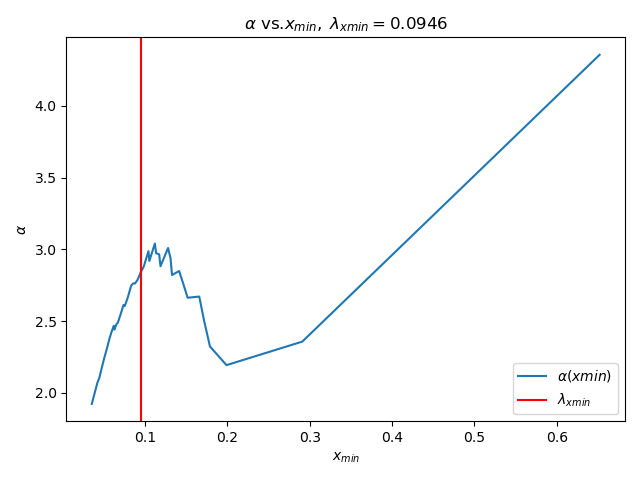 α vs.x_min, λ_xmin = 0.0946
4.0
3.5
3.0
2.5
2.0
α
0.1 0.2 0.3 0.4 0.5 0.6
x_min
α(xmin)
λ_xmin